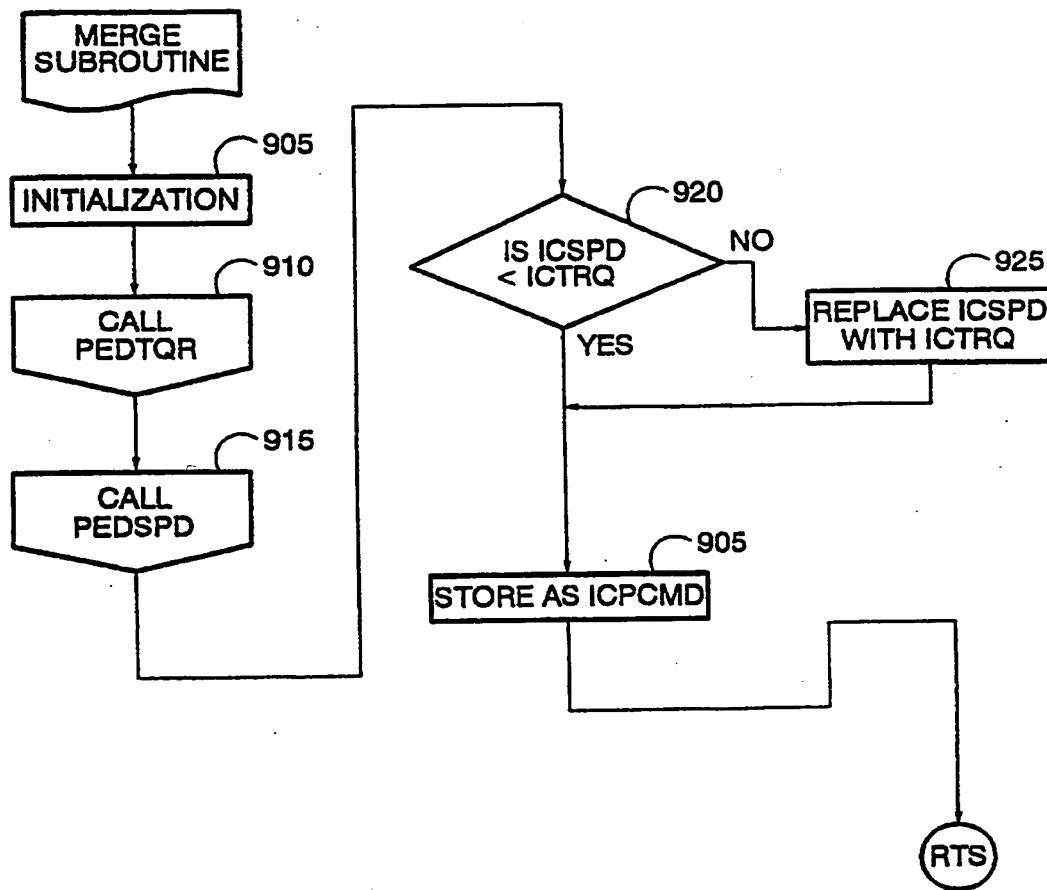 MERGE
SUBROUTINE
905
INITIALIZATION
910
CALL
PEDTQR
915
CALL
PEDSPD
920
IS ICSPD
< ICTRQ
NO
YES
925
REPLACE ICSPD
WITH ICTRQ
905
STORE AS ICPCMD
RTS